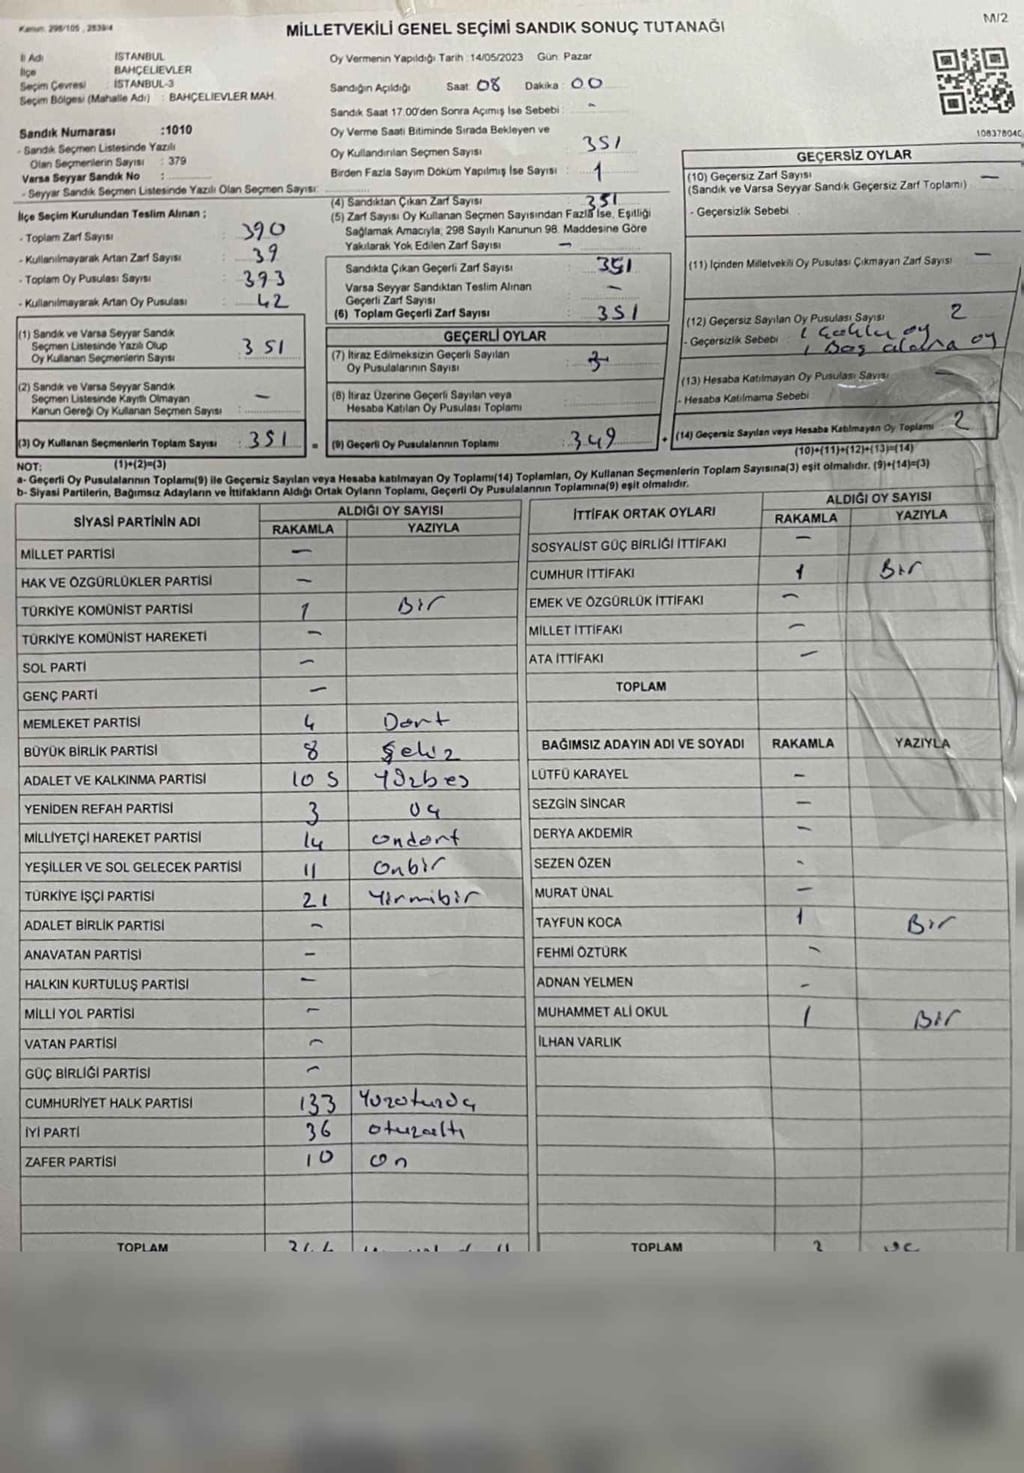 Kanun: 298/105 , 2839/4
MİLLETVEKİLİ GENEL SEÇİMİ SANDIK SONUÇ TUTANAĞI
M/2
İl Adı : İSTANBUL
İlçe : BAHÇELİEVLER
Seçim Çevresi : İSTANBUL-3
Seçim Bölgesi (Mahalle Adı) : BAHÇELİEVLER MAH.
Sandık Numarası :1010
- Sandık Seçmen Listesinde Yazılı
Olan Seçmenlerin Sayısı : 379
Varsa Seyyar Sandık No :
- Seyyar Sandık Seçmen Listesinde Yazılı Olan Seçmen Sayısı:
Oy Vermenin Yapıldığı Tarih :14/05/2023 Gün: Pazar
Sandığın Açıldığı Saat: 08 Dakika : 00
Sandık Saat 17.00'den Sonra Açımış İse Sebebi : -
Oy Verme Saati Bitiminde Sırada Bekleyen ve
Oy Kullandırılan Seçmen Sayısı 351
Birden Fazla Sayım Döküm Yapılmış İse Sayısı : 1
(4) Sandıktan Çıkan Zarf Sayısı 351
(5) Zarf Sayısı Oy Kullanan Seçmen Sayısından Fazla İse, Eşitliği
Sağlamak Amacıyla, 298 Sayılı Kanunun 98. Maddesine Göre
Yakılarak Yok Edilen Zarf Sayısı -
İlçe Seçim Kurulundan Teslim Alınan ;
- Toplam Zarf Sayısı : 390
- Kullanılmayarak Artan Zarf Sayısı : 39
- Toplam Oy Pusulası Sayısı : 393
- Kullanılmayarak Artan Oy Pusulası : 42
(1) Sandık ve Varsa Seyyar Sandık
Seçmen Listesinde Yazılı Olup
Oy Kullanan Seçmenlerin Sayısı : 351
(2) Sandık ve Varsa Seyyar Sandık
Seçmen Listesinde Kayıtlı Olmayan
Kanun Gereği Oy Kullanan Seçmen Sayısı : -
(3) Oy Kullanan Seçmenlerin Toplam Sayısı : 351
(1)+(2)=(3)
Sandıkta Çıkan Geçerli Zarf Sayısı : 351
Varsa Seyyar Sandıktan Teslim Alınan
Geçerli Zarf Sayısı : -
(6) Toplam Geçerli Zarf Sayısı : 351
GEÇERLİ OYLAR
(7) İtiraz Edilmeksizin Geçerli Sayılan
Oy Pusulalarının Sayısı :
(8) İtiraz Üzerine Geçerli Sayılan veya
Hesaba Katılan Oy Pusulası Toplamı :
= (9) Geçerli Oy Pusulalarının Toplamı : 349
10837804
GEÇERSİZ OYLAR
(10) Geçersiz Zarf Sayısı -
(Sandık ve Varsa Seyyar Sandık Geçersiz Zarf Toplamı)
- Geçersizlik Sebebi
(11) İçinden Milletvekili Oy Pusulası Çıkmayan Zarf Sayısı -
(12) Geçersiz Sayılan Oy Pusulası Sayısı 2
- Geçersizlik Sebebi : 1 oy
1 Boş oy
(13) Hesaba Katılmayan Oy Pusulası Sayısı -
- Hesaba Katılmama Sebebi
+ (14) Geçersiz Sayılan veya Hesaba Katılmayan Oy Toplamı : 2
(10)+(11)+(12)+(13)=(14)
NOT:
a- Geçerli Oy Pusulalarının Toplamı(9) ile Geçersiz Sayılan veya Hesaba katılmayan Oy Toplamı(14) Toplamları, Oy Kullanan Seçmenlerin Toplam Sayısına(3) eşit olmalıdır. (9)+(14)=(3)
b- Siyasi Partilerin, Bağımsız Adayların ve İttifakların Aldığı Ortak Oyların Toplamı, Geçerli Oy Pusulalarının Toplamına(9) eşit olmalıdır.
SİYASİ PARTİNİN ADI ALDIĞI OY SAYISI
RAKAMLA YAZIYLA
MİLLET PARTİSİ -
HAK VE ÖZGÜRLÜKLER PARTİSİ -
TÜRKİYE KOMÜNİST PARTİSİ 1 Bir
TÜRKİYE KOMÜNİST HAREKETİ -
SOL PARTİ -
GENÇ PARTİ -
MEMLEKET PARTİSİ 4 Dort
BÜYÜK BİRLİK PARTİSİ 8 Sekiz
ADALET VE KALKINMA PARTİSİ 105 Yüzbes
YENİDEN REFAH PARTİSİ 3 üç
MİLLİYETÇİ HAREKET PARTİSİ 14 ondort
YEŞİLLER VE SOL GELECEK PARTİSİ 11 Onbir
TÜRKİYE İŞÇİ PARTİSİ 21 Yirmibir
ADALET BİRLİK PARTİSİ -
ANAVATAN PARTİSİ -
HALKIN KURTULUŞ PARTİSİ -
MİLLİ YOL PARTİSİ -
VATAN PARTİSİ -
GÜÇ BİRLİĞİ PARTİSİ -
CUMHURİYET HALK PARTİSİ 133 Yüzotuzüç
İYİ PARTİ 36 otuzaltı
ZAFER PARTİSİ 10 on
TOPLAM
İTTİFAK ORTAK OYLARI ALDIĞI OY SAYISI
RAKAMLA YAZIYLA
SOSYALİST GÜÇ BİRLİĞİ İTTİFAKI -
CUMHUR İTTİFAKI 1 Bir
EMEK VE ÖZGÜRLÜK İTTİFAKI -
MİLLET İTTİFAKI -
ATA İTTİFAKI -
TOPLAM
BAĞIMSIZ ADAYIN ADI VE SOYADI RAKAMLA YAZIYLA
LÜTFÜ KARAYEL -
SEZGİN SİNCAR -
DERYA AKDEMİR -
SEZEN ÖZEN -
MURAT ÜNAL -
TAYFUN KOCA 1 Bir
FEHMİ ÖZTÜRK -
ADNAN YELMEN -
MUHAMMET ALİ OKUL 1 Bir
İLHAN VARLIK
TOPLAM 2